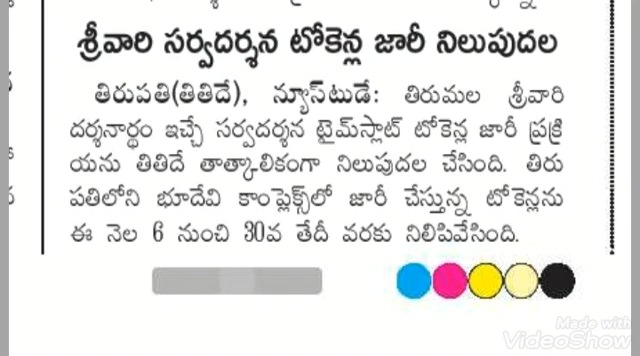 శ్రీవారి సర్వదర్శన టోకెన్ల జారీ నిలుపుదల
తిరుపతి(తితిదే), న్యూస్‌టుడే: తిరుమల శ్రీవారి
దర్శనార్థం ఇచ్చే సర్వదర్శన టైమ్‌స్లాట్ టోకెన్ల జారీ ప్రక్రి
యను తితిదే తాత్కాలికంగా నిలుపుదల చేసింది. తిరు
పతిలోని భూదేవి కాంప్లెక్స్‌లో జారీ చేస్తున్న టోకెన్లను
ఈ నెల 6 నుంచి 30వ తేదీ వరకు నిలిపివేసింది.
Made with
VideoShow